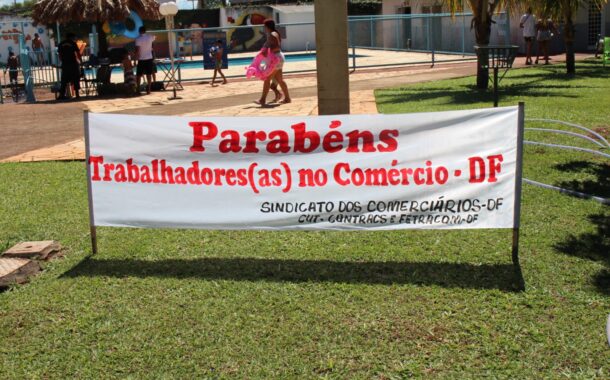 Parabéns
Trabalhadores(as) no Comércio - DF
SINDICATO DOS COMERCIÁRIOS-DF
CUT - CONTRACS E FETRACOM-DF